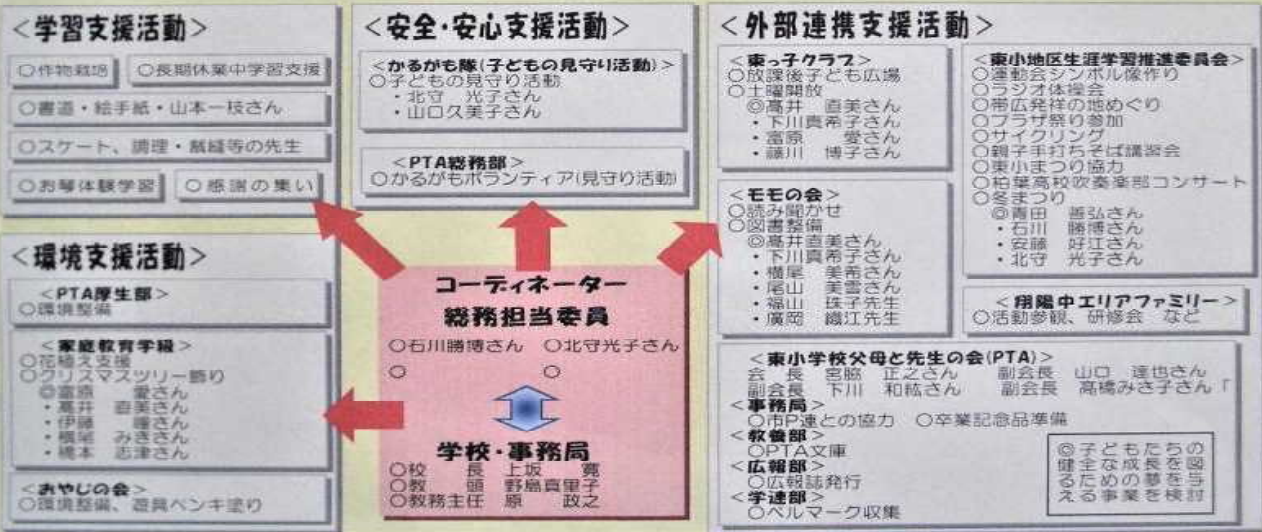 ＜学習支援活動＞
○作物栽培　○長期休業中学習支援
○書道・絵手紙・山本一枝さん
○スケート、調理・裁縫等の先生
○お琴体験学習　○感謝の集い
＜環境支援活動＞
＜PTA厚生部＞
○環境整備
＜家庭教育学級＞
○花植え支援
○クリスマスツリー飾り
◎富原　愛さん
・髙井　直美さん
・伊藤　瞳さん
・横尾　みきさん
・橋本　志津さん
＜おやじの会＞
○環境整備、遊具ペンキ塗り
＜安全・安心支援活動＞
＜かるがも隊(子どもの見守り活動)＞
○子どもの見守り活動
・北守　光子さん
・山口久美子さん
＜PTA総務部＞
○かるがもボランティア(見守り活動)
コーディネーター
総務担当委員
○石川勝博さん　○北守光子さん
○　○
学校・事務局
○校　長　上坂　寛
○教　頭　野島真里子
○教務主任　原　政之
＜外部連携支援活動＞
＜東っ子クラブ＞
○放課後子ども広場
○土曜開放
◎髙井　直美さん
・下川真希子さん
・富原　愛さん
・藤川　博子さん
＜モモの会＞
○読み聞かせ
○図書整備
◎髙井直美さん
・下川真希子さん
・横尾　美希さん
・尾山　美雪さん
・福山　珠子先生
・廣岡　織江先生
＜東小地区生涯学習推進委員会＞
○運動会シンボル像作り
○ラジオ体操会
○帯広発祥の地めぐり
○プラザ祭り参加
○サイクリング
○親子手打ちそば講習会
○東小まつり協力
○柏葉高校吹奏楽部コンサート
○冬まつり
◎青田　善弘さん
・石川　勝博さん
・安藤　好江さん
・北守　光子さん
＜翔陽中エリアファミリー＞
○活動参観、研修会　など
＜東小学校父母と先生の会(PTA)＞
会　長　宮脇　正之さん　副会長　山口　達也さん
副会長　下川　和紘さん　副会長　髙橋みさ子さん「
＜事務局＞
○市P連との協力　○卒業記念品準備
＜教養部＞
○PTA文庫
＜広報部＞
○広報誌発行
＜学連部＞
○ベルマーク収集
◎子どもたちの
健全な成長を図
るための夢を与
える事業を検討